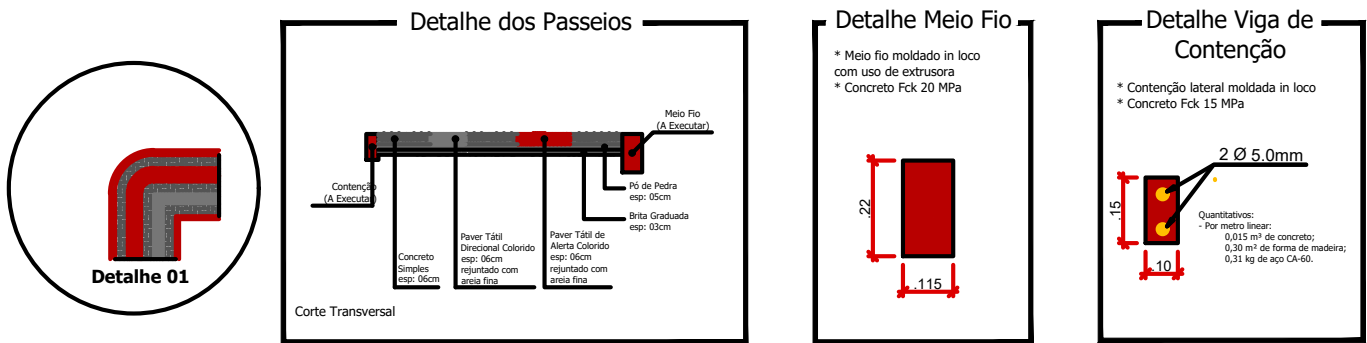 Detalhe 01
Detalhe dos Passeios
Meio Fio
(A Executar)
Contenção
(A Executar)
Pó de Pedra
esp: 05cm
Brita Graduada
esp: 03cm
Concreto
Simples
esp: 06cm
Paver Tátil
Direcional Colorido
esp: 06cm
rejuntado com
areia fina
Paver Tátil de
Alerta Colorido
esp: 06cm
rejuntado com
areia fina
Corte Transversal
Detalhe Meio Fio
* Meio fio moldado in loco
com uso de extrusora
* Concreto Fck 20 MPa
.22
.115
Detalhe Viga de
Contenção
* Contenção lateral moldada in loco
* Concreto Fck 15 MPa
2 Ø 5.0mm
.15
.10
Quantitativos:
- Por metro linear:
0,015 m³ de concreto;
0,30 m² de forma de madeira;
0,31 kg de aço CA-60.